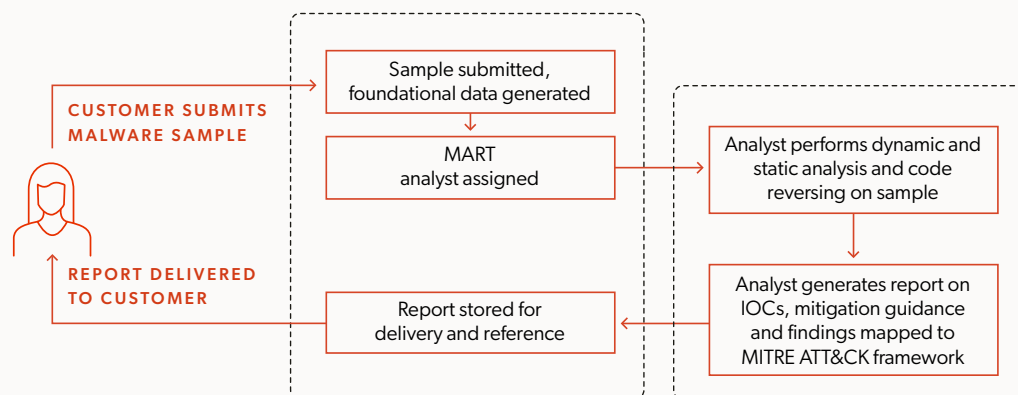 CUSTOMER SUBMITS
MALWARE SAMPLE
Sample submitted,
foundational data generated
MART
analyst assigned
Analyst performs dynamic and
static analysis and code
reversing on sample
Analyst generates report on
IOCs, mitigation guidance
and findings mapped to
MITRE ATT&CK framework
Report stored for
delivery and reference
REPORT DELIVERED
TO CUSTOMER